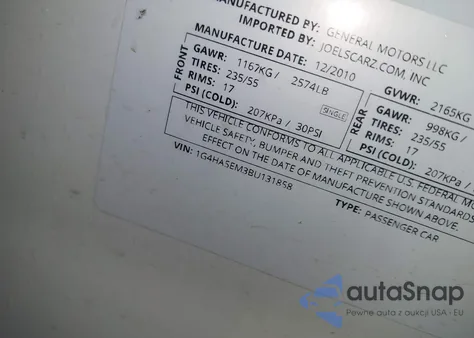 MANUFACTURED BY: GENERAL MOTORS LLC
IMPORTED BY: JOELSCARZ.COM, INC
MANUFACTURE DATE: 12/2010
FRONT
GAWR: 1167KG / 2574LB
TIRES: 235/55
RIMS: 17
PSI (COLD): 207KPa / 30PSI
SINGLE
GVWR: 2165KG
REAR
GAWR: 998KG /
TIRES: 235/55
RIMS: 17
PSI (COLD): 207KPa /
THIS VEHICLE CONFORMS TO ALL APPLICABLE U.S. FEDERAL MO
VEHICLE SAFETY, BUMPER AND THEFT PREVENTION STANDARDS
EFFECT ON THE DATE OF MANUFACTURE SHOWN ABOVE.
VIN: 1G4HA5EM3BU131858
TYPE: PASSENGER CAR
autaSnap
Pewne auta z aukcji USA - EU